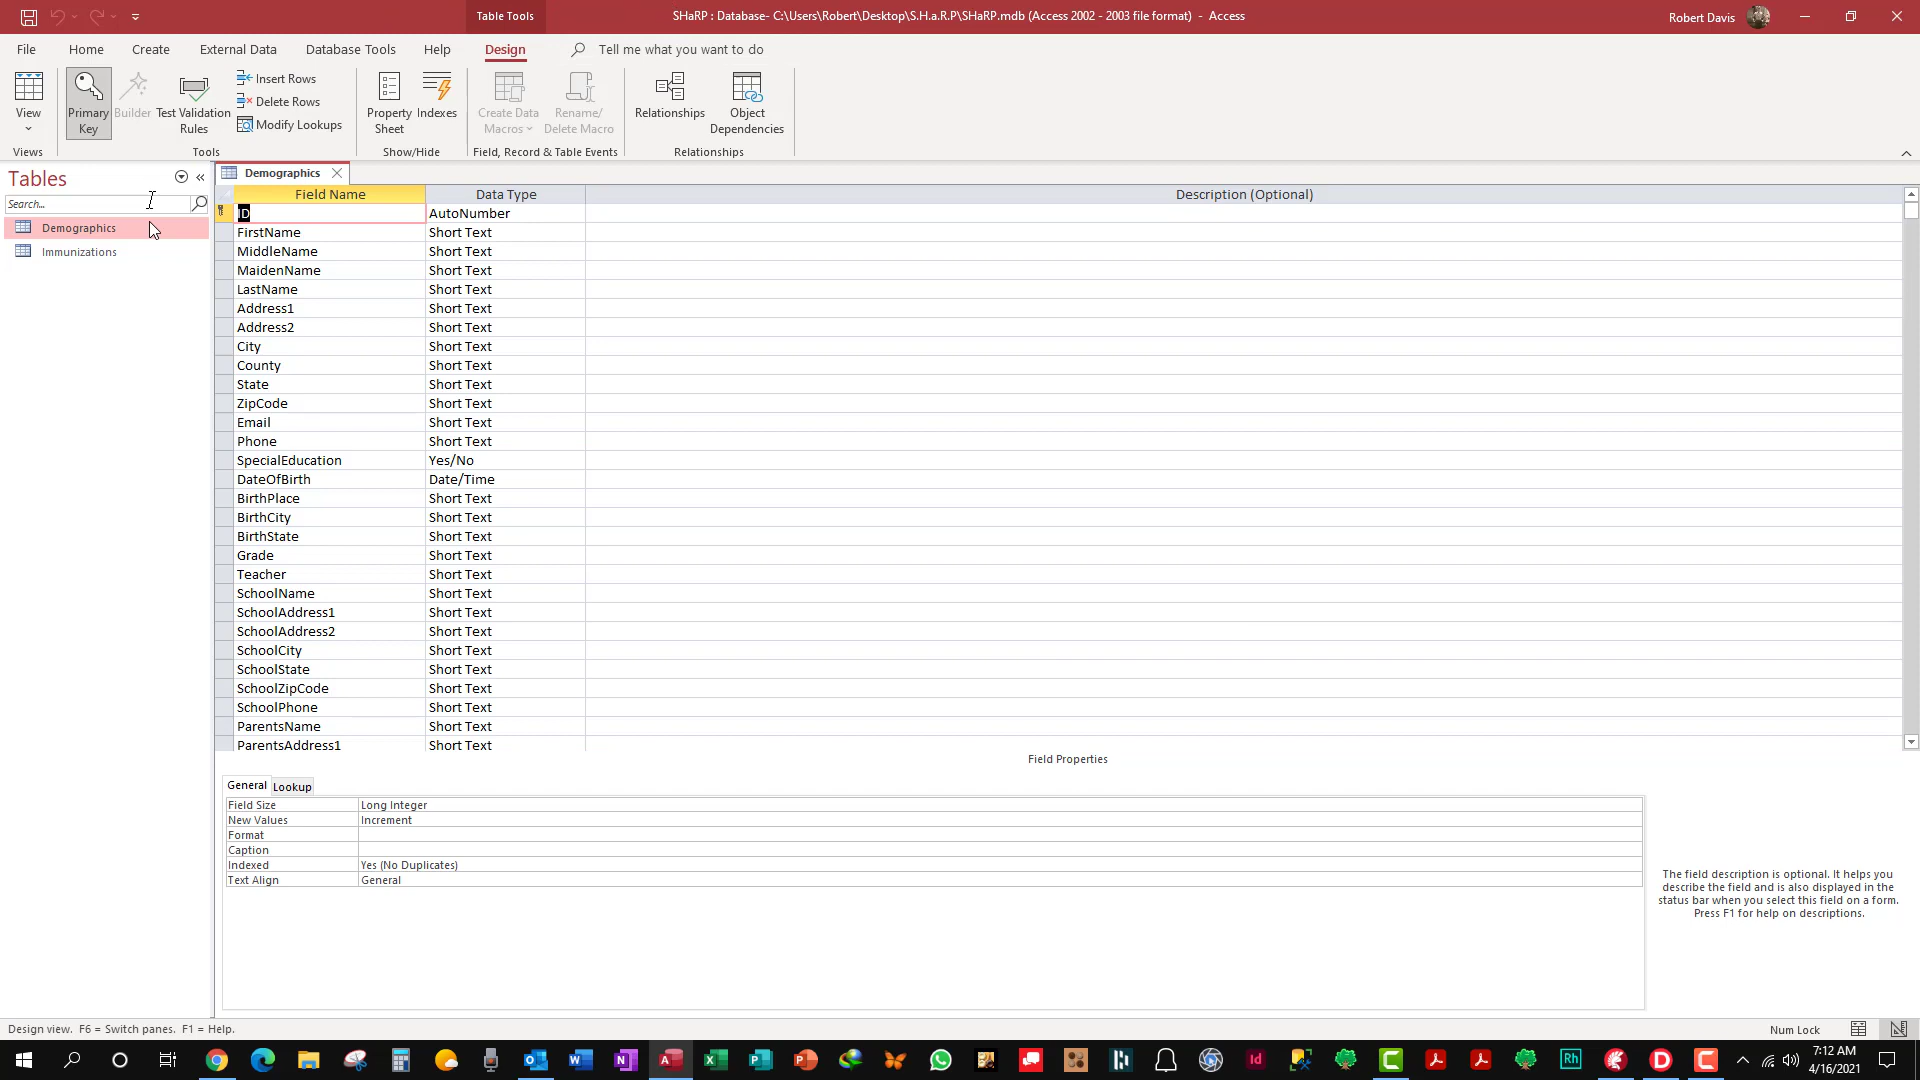 Table Tools
SHaRP : Database- C:\Users\Robert\Desktop\S.H.a.R.P\SHaRP.mdb (Access 2002 - 2003 file format) - Access
Robert Davis
File Home Create External Data Database Tools Help Design Tell me what you want to do
View
Primary Key
Builder
Test Validation Rules
Insert Rows
Delete Rows
Modify Lookups
Property Sheet
Indexes
Create Data Macros
Rename/ Delete Macro
Relationships
Object Dependencies
Views Tools Show/Hide Field, Record & Table Events Relationships
Tables
Search...
Demographics
Immunizations
Demographics
Field Name Data Type Description (Optional)
ID AutoNumber
FirstName Short Text
MiddleName Short Text
MaidenName Short Text
LastName Short Text
Address1 Short Text
Address2 Short Text
City Short Text
County Short Text
State Short Text
ZipCode Short Text
Email Short Text
Phone Short Text
SpecialEducation Yes/No
DateOfBirth Date/Time
BirthPlace Short Text
BirthCity Short Text
BirthState Short Text
Grade Short Text
Teacher Short Text
SchoolName Short Text
SchoolAddress1 Short Text
SchoolAddress2 Short Text
SchoolCity Short Text
SchoolState Short Text
SchoolZipCode Short Text
SchoolPhone Short Text
ParentsName Short Text
ParentsAddress1 Short Text
Field Properties
General Lookup
Field Size Long Integer
New Values Increment
Format
Caption
Indexed Yes (No Duplicates)
Text Align General
The field description is optional. It helps you
describe the field and is also displayed in the
status bar when you select this field on a form.
Press F1 for help on descriptions.
Design view. F6 = Switch panes. F1 = Help.
Num Lock
7:12 AM
4/16/2021